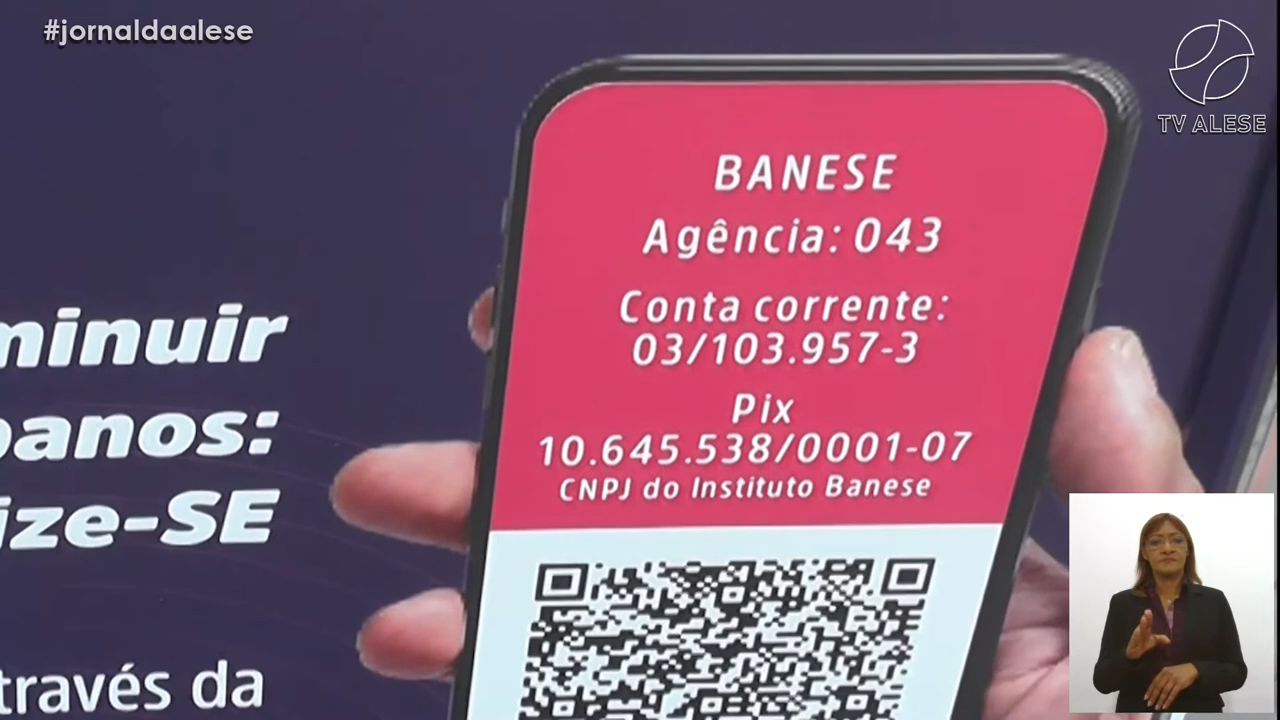 #jornaldaalese
TV ALESE
BANESE
Agência: 043
Conta corrente:
03/103.957-3
Pix
10.645.538/0001-07
CNPJ do Instituto Banese
minuir
panos:
ize-SE
través da